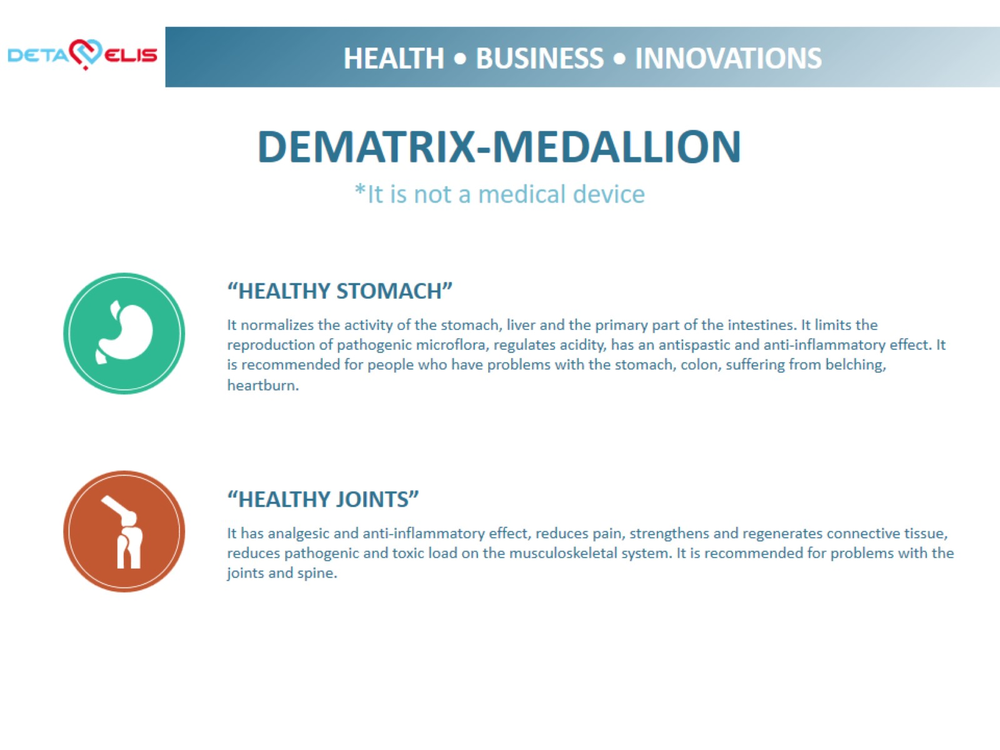 DETA ELIS
HEALTH • BUSINESS • INNOVATIONS
DEMATRIX-MEDALLION
*It is not a medical device
“HEALTHY STOMACH”
It normalizes the activity of the stomach, liver and the primary part of the intestines. It limits the
reproduction of pathogenic microflora, regulates acidity, has an antispastic and anti-inflammatory effect. It
is recommended for people who have problems with the stomach, colon, suffering from belching,
heartburn.
“HEALTHY JOINTS”
It has analgesic and anti-inflammatory effect, reduces pain, strengthens and regenerates connective tissue,
reduces pathogenic and toxic load on the musculoskeletal system. It is recommended for problems with the
joints and spine.